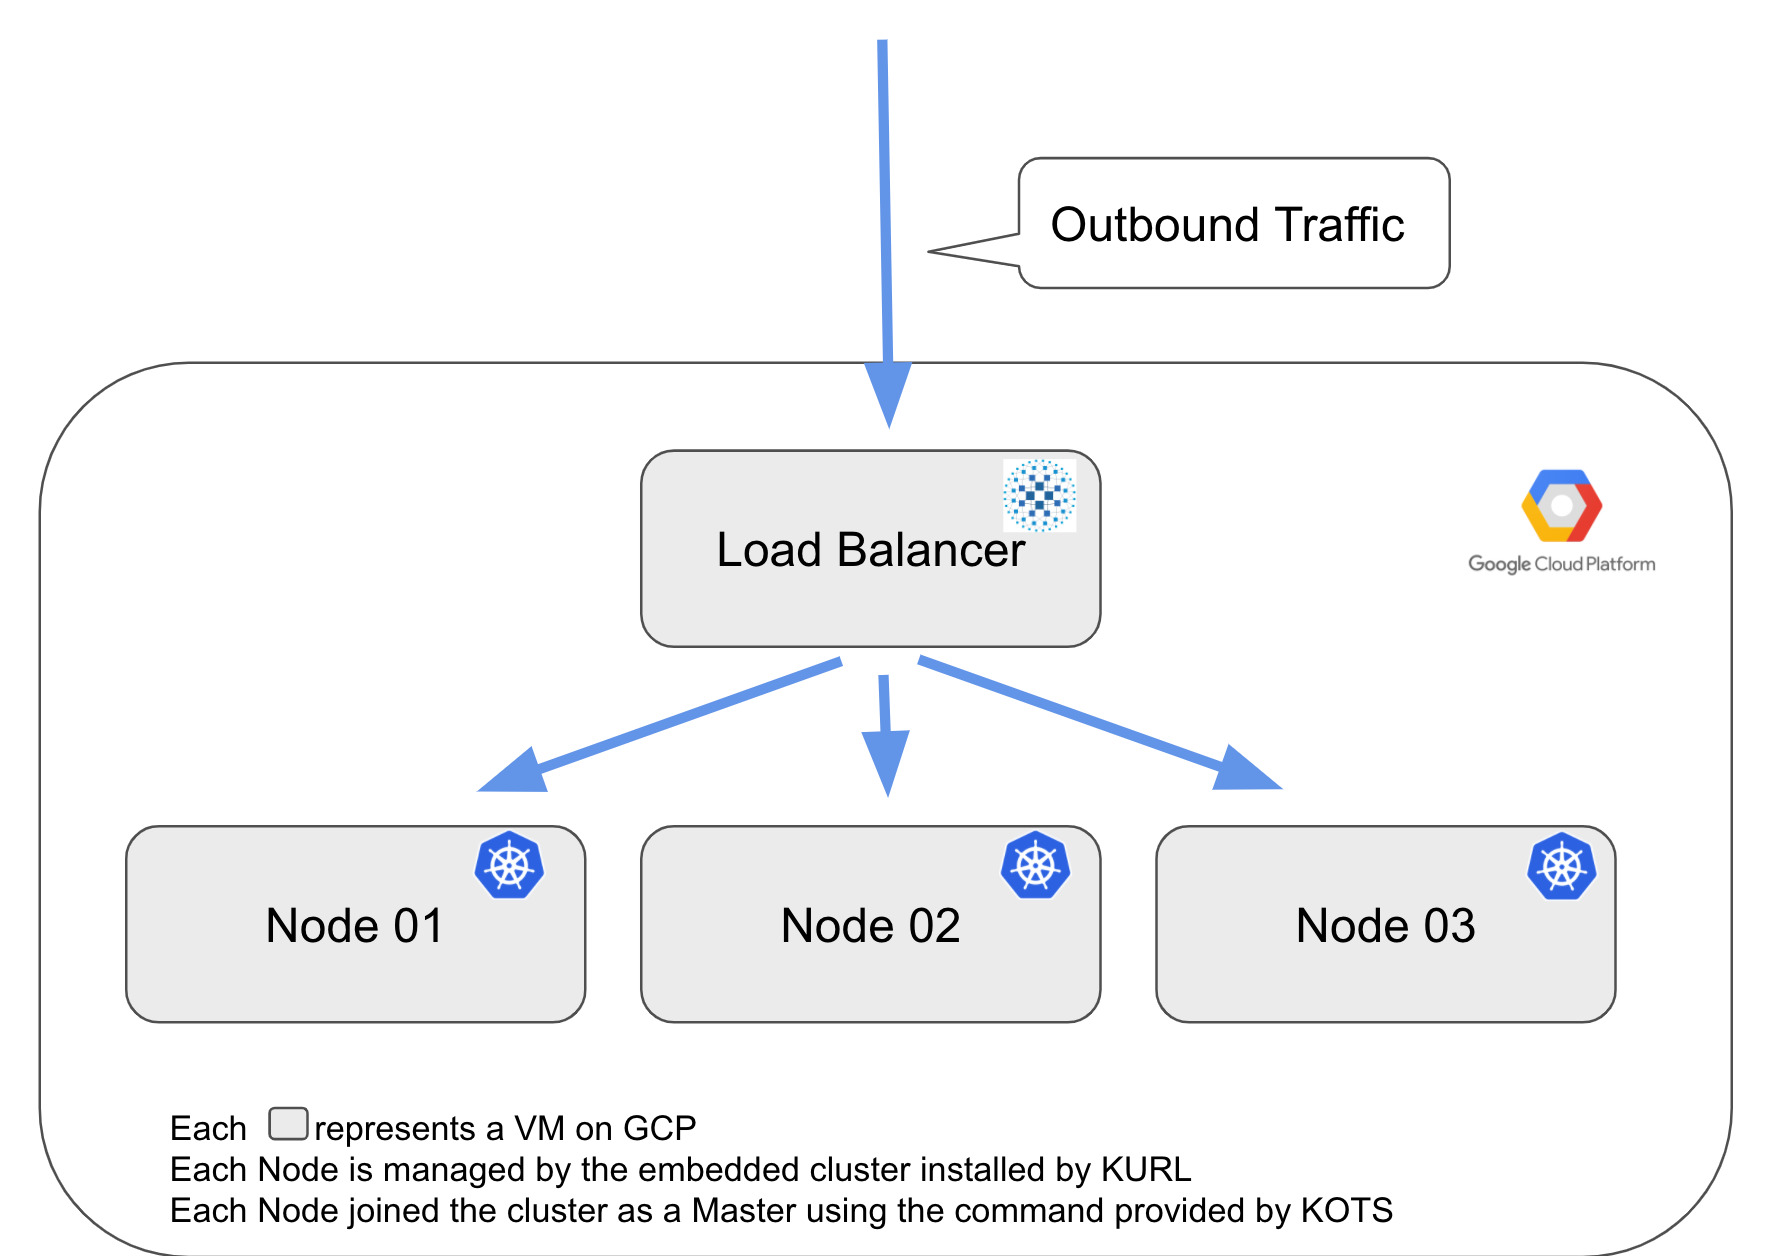 Outbound Traffic
Load Balancer
Google Cloud Platform
Node 01
Node 02
Node 03
Each represents a VM on GCP
Each Node is managed by the embedded cluster installed by KURL
Each Node joined the cluster as a Master using the command provided by KOTS